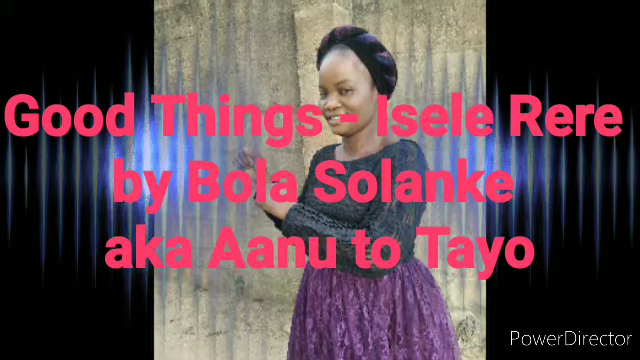 Good Things - Isele Rere
by Bola Solanke
aka Aanu to Tayo
PowerDirector